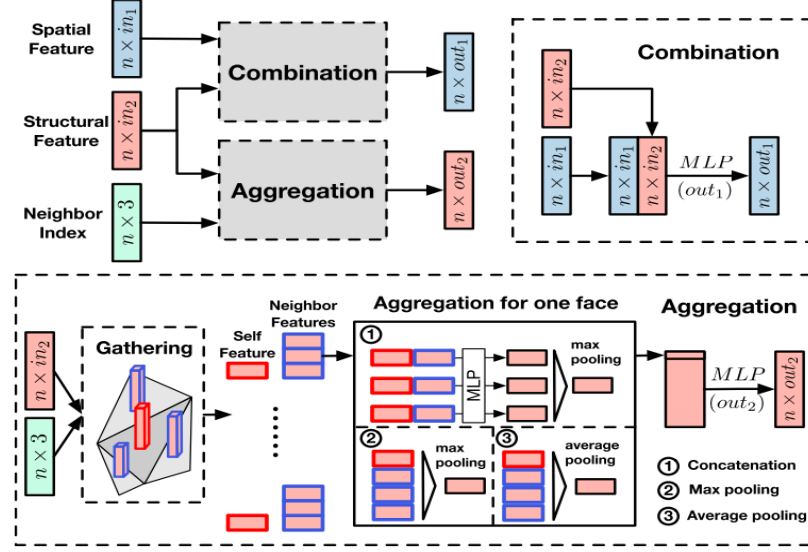 Spatial
Feature
n × in₁
Structural
Feature
n × in₂
Neighbor
Index
n × 3
Combination
Aggregation
n × out₁
n × out₂
Combination
n × in₂
n × in₁
n × in₁
n × in₂
MLP
(out₁)
n × out₁
n × in₂
n × 3
Gathering
Self
Feature
Neighbor
Features
Aggregation for one face
1
MLP
max
pooling
2
max
pooling
3
average
pooling
Aggregation
MLP
(out₂)
n × out₂
1 Concatenation
2 Max pooling
3 Average pooling